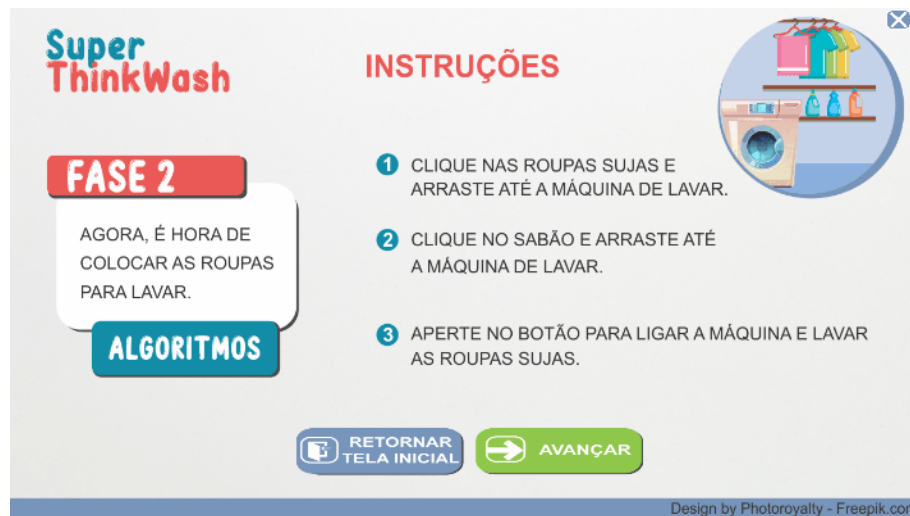 Super
ThinkWash
INSTRUÇÕES
FASE 2
AGORA, É HORA DE
COLOCAR AS ROUPAS
PARA LAVAR.
ALGORITMOS
1 CLIQUE NAS ROUPAS SUJAS E
ARRASTE ATÉ A MÁQUINA DE LAVAR.
2 CLIQUE NO SABÃO E ARRASTE ATÉ
A MÁQUINA DE LAVAR.
3 APERTE NO BOTÃO PARA LIGAR A MÁQUINA E LAVAR
AS ROUPAS SUJAS.
RETORNAR
TELA INICIAL
AVANÇAR
Design by Photoroyalty - Freepik.com